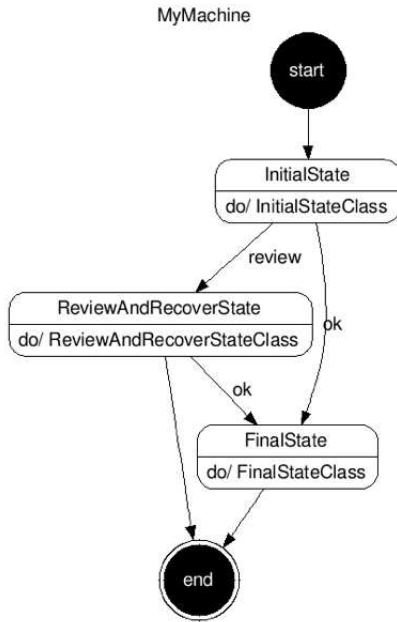 MyMachine
start
InitialState
do/ InitialStateClass
review
ReviewAndRecoverState
do/ ReviewAndRecoverStateClass
ok
ok
FinalState
do/ FinalStateClass
end